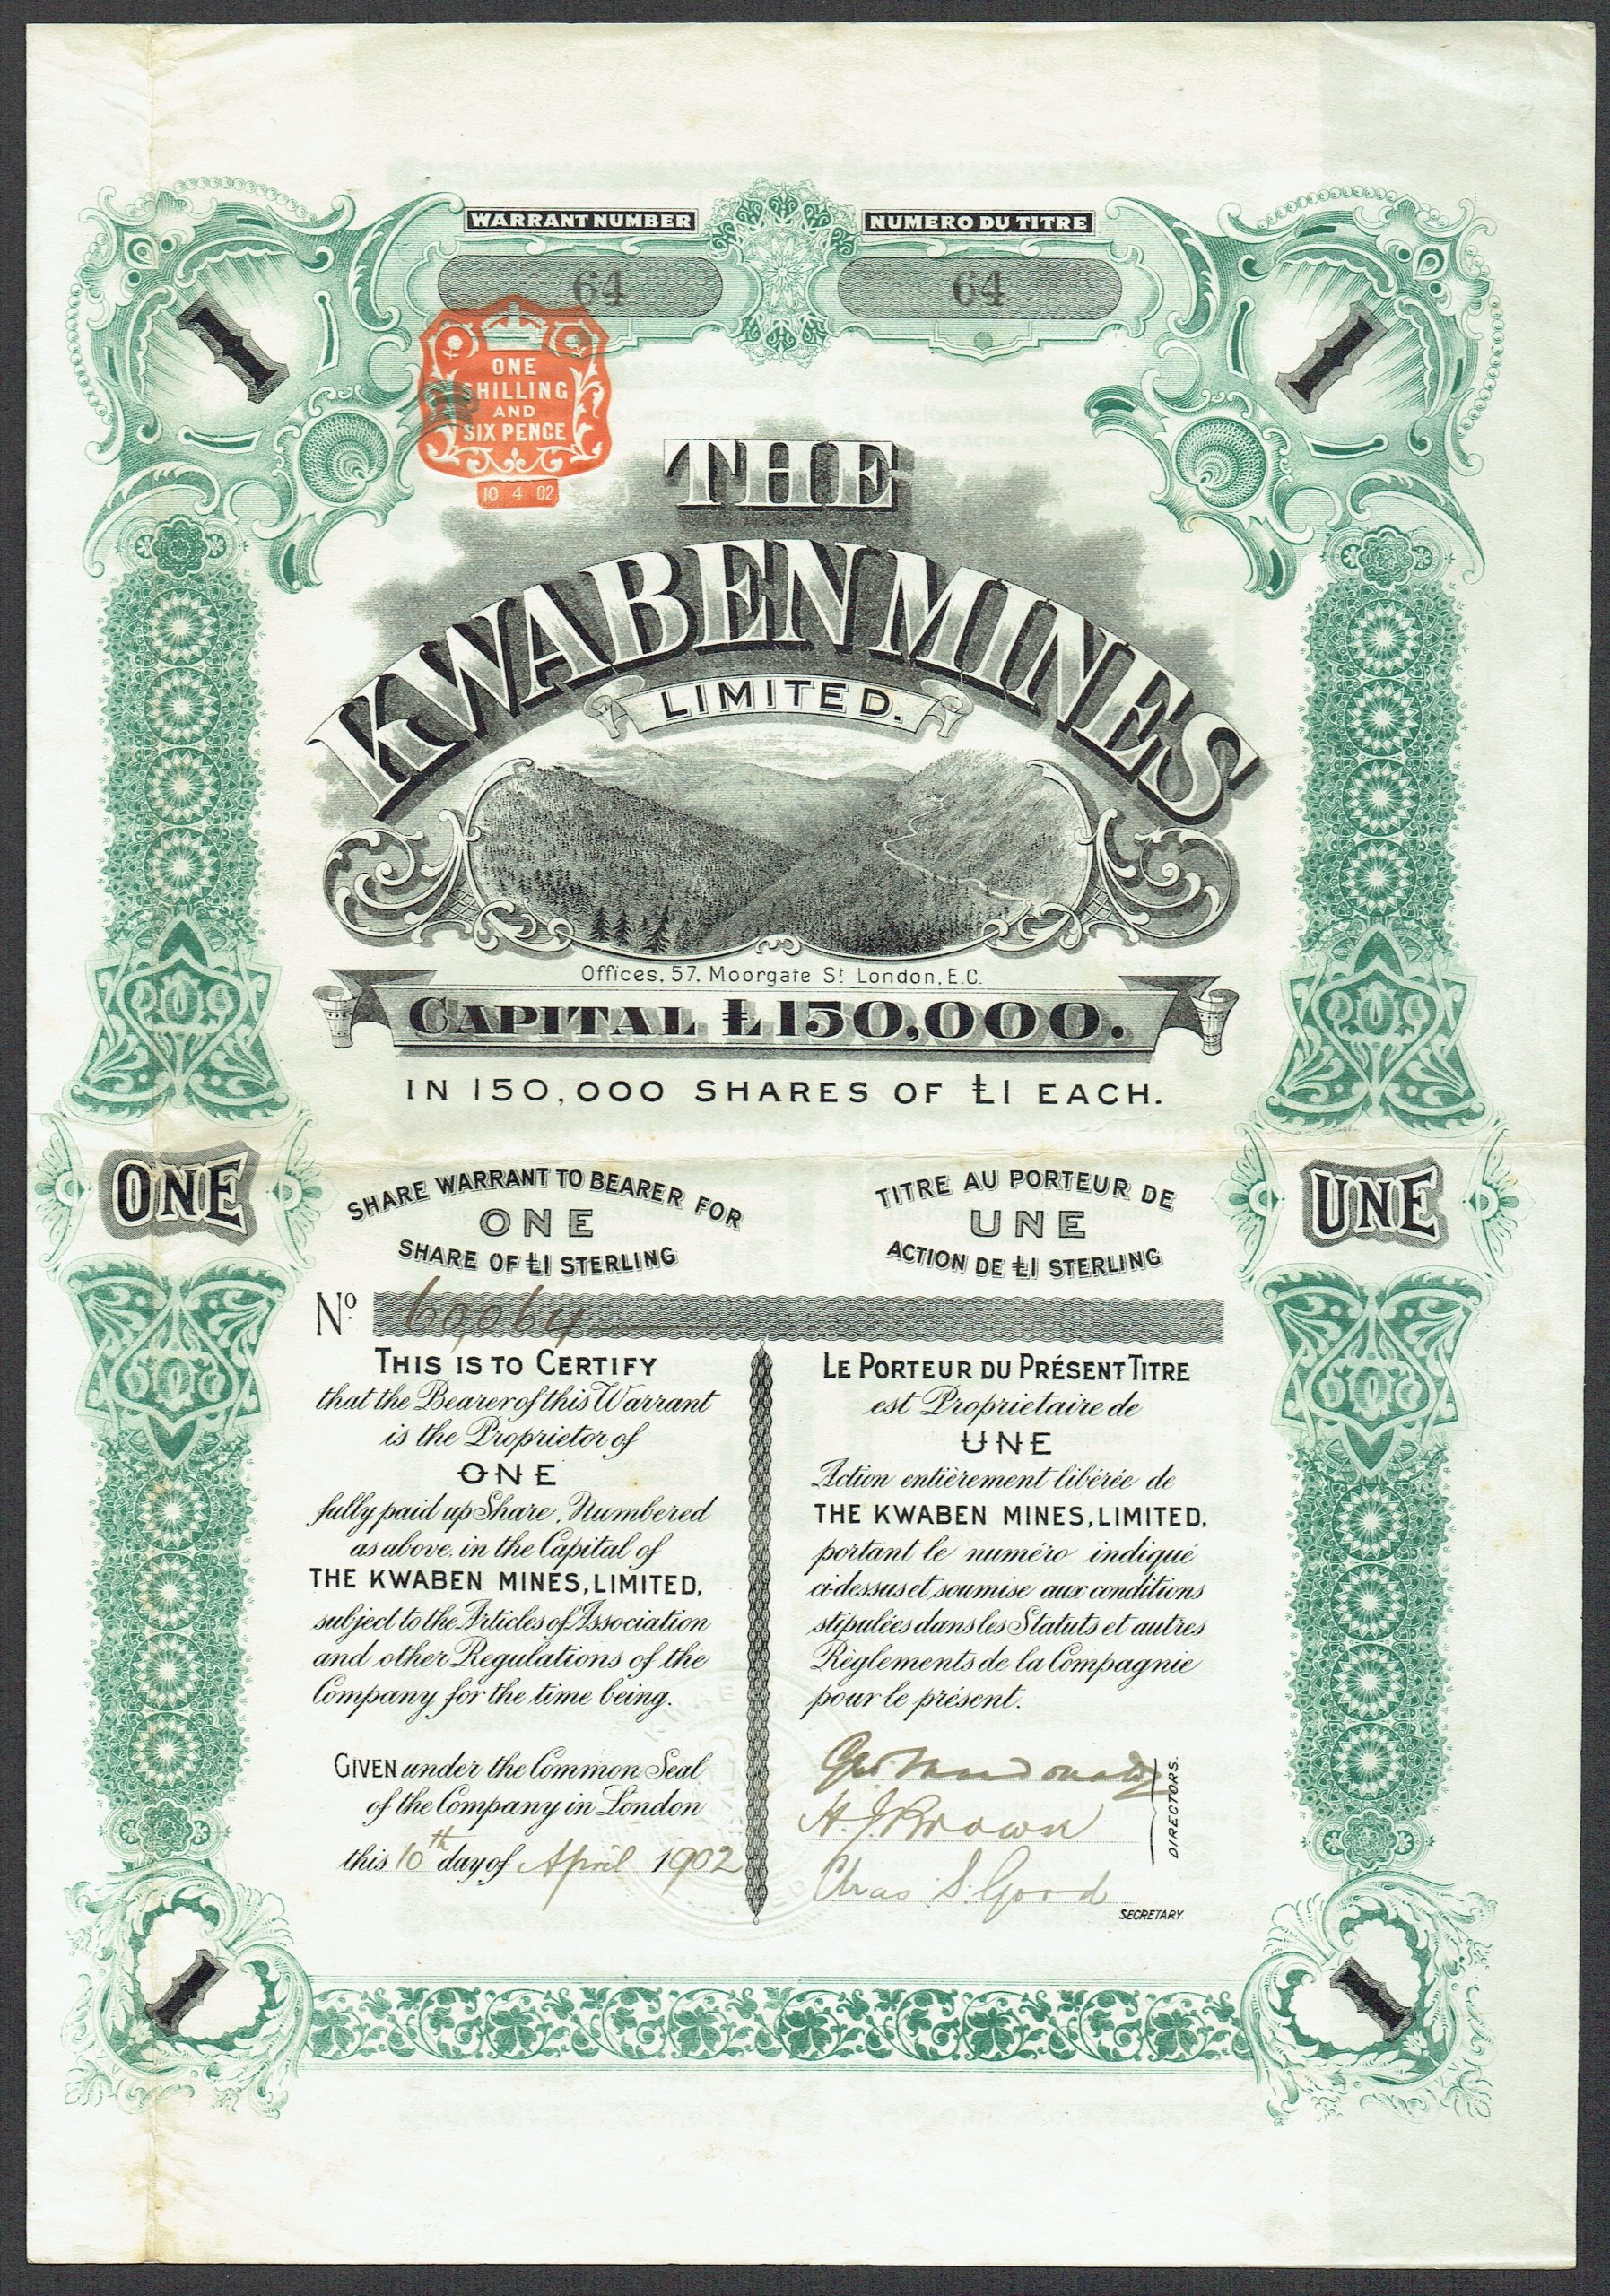 WARRANT NUMBER
NUMERO DU TITRE
64
64
1
1
ONE
SHILLING
AND
SIX PENCE
10 4 02
THE
KWABEN MINES
LIMITED.
Offices, 57, Moorgate St London, E.C.
CAPITAL £150,000.
IN 150,000 SHARES OF £1 EACH.
ONE
UNE
SHARE WARRANT TO BEARER FOR
ONE
SHARE OF £1 STERLING
TITRE AU PORTEUR DE
UNE
ACTION DE £1 STERLING
No. 60,064
THIS IS TO CERTIFY
that the Bearer of this Warrant
is the Proprietor of
ONE
fully paid up Share, Numbered
as above, in the Capital of
THE KWABEN MINES, LIMITED,
subject to the Articles of Association
and other Regulations of the
Company for the time being.
GIVEN under the Common Seal
of the Company in London
this 10th day of April 1902
LE PORTEUR DU PRÉSENT TITRE
est Proprietaire de
UNE
Action entièrement libérée de
THE KWABEN MINES, LIMITED,
portant le numéro indiqué
ci-dessus et soumise aux conditions
stipulées dans les Statuts et autres
Règlements de la Compagnie
pour le présent.
Geo Macdonald
H. J. Brown
DIRECTORS.
Chas S. Good
SECRETARY.
1
1